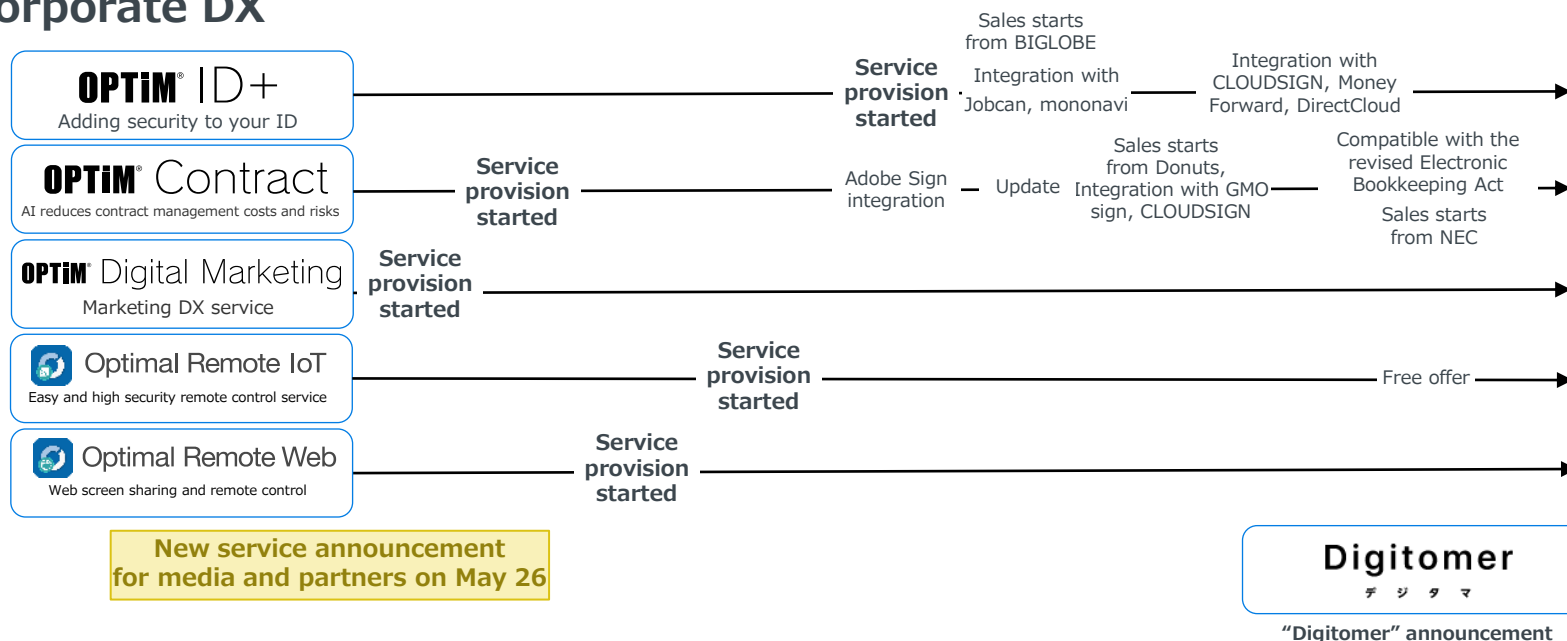 orporate DX
OPTiM® ID+
Adding security to your ID
Service
provision
started
Sales starts
from BIGLOBE
Integration with
Jobcan, mononavi
Integration with
CLOUDSIGN, Money
Forward, DirectCloud
OPTiM® Contract
AI reduces contract management costs and risks
Service
provision
started
Adobe Sign
integration
Update
Sales starts
from Donuts,
Integration with GMO
sign, CLOUDSIGN
Compatible with the
revised Electronic
Bookkeeping Act
Sales starts
from NEC
OPTiM® Digital Marketing
Marketing DX service
Service
provision
started
Optimal Remote IoT
Easy and high security remote control service
Service
provision
started
Free offer
Optimal Remote Web
Web screen sharing and remote control
Service
provision
started
New service announcement
for media and partners on May 26
Digitomer
デジタマ
“Digitomer” announcement